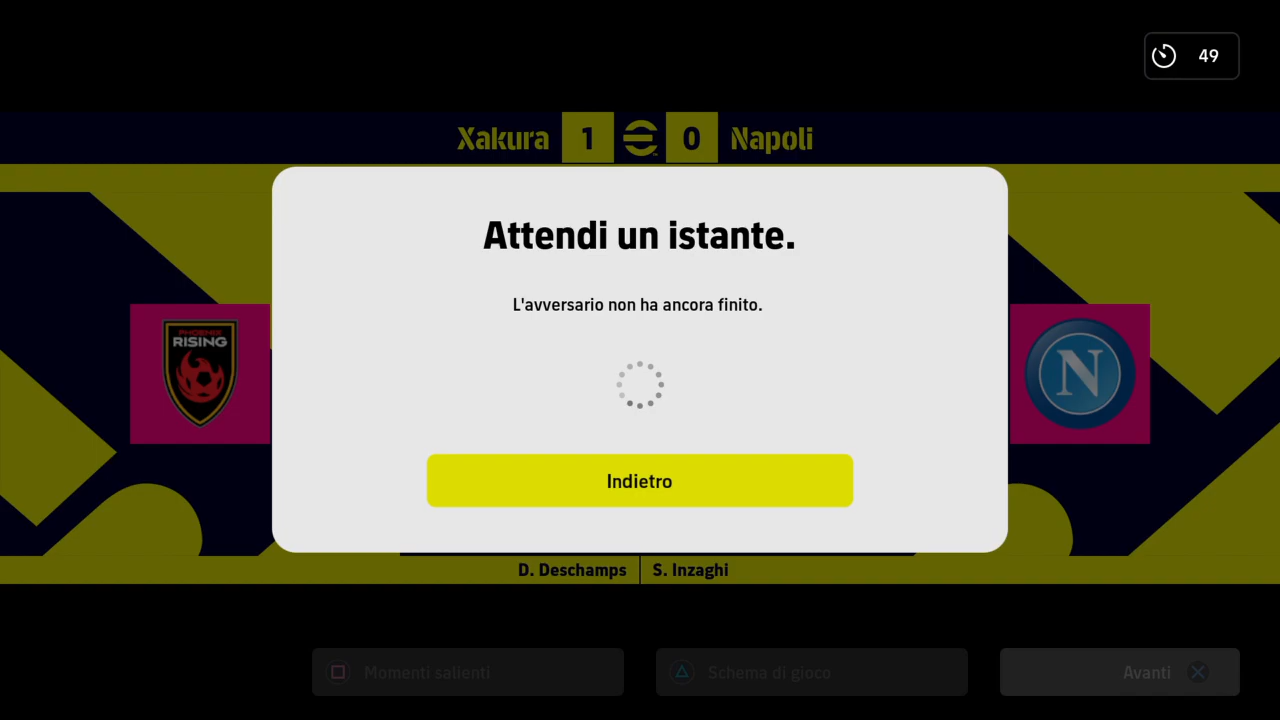 49
Xakura 1 0 Napoli
Attendi un istante.
L'avversario non ha ancora finito.
PHOENIX
RISING
N
Indietro
D. Deschamps S. Inzaghi
Momenti salienti Schema di gioco Avanti